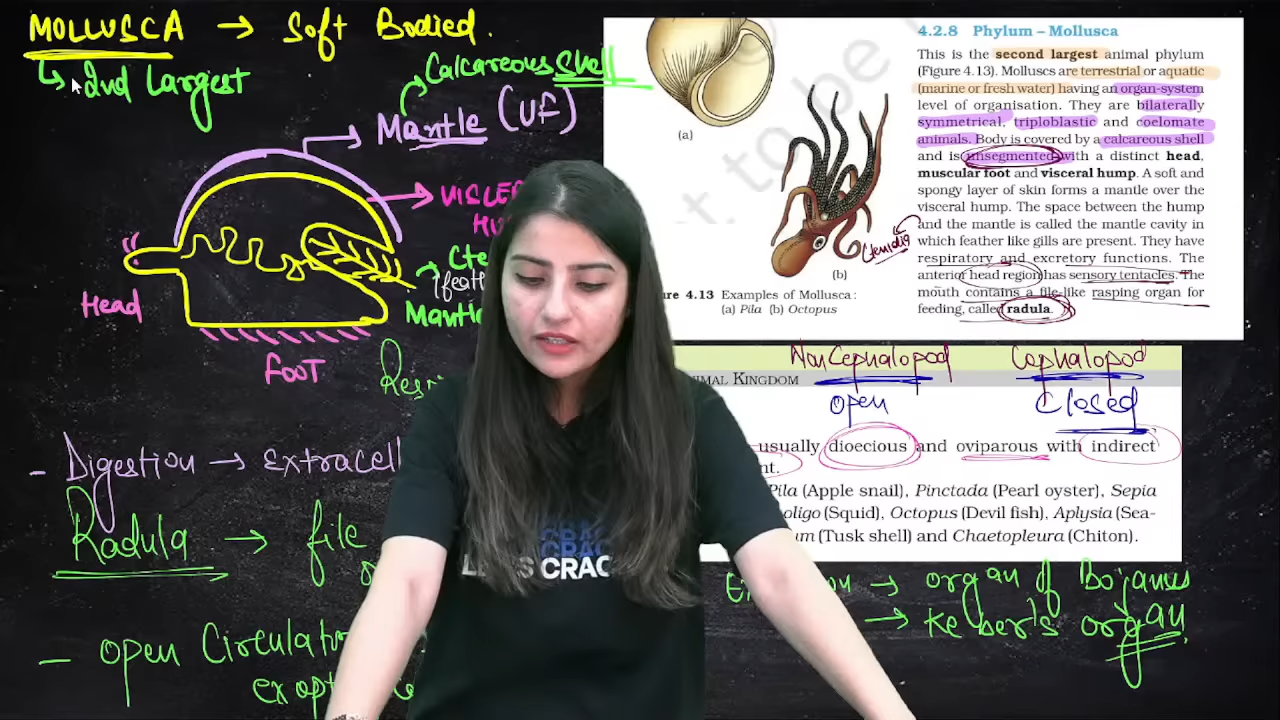 MOLLUSCA → Soft Bodied.
↳ 2nd Largest
Calcareous Shell
Mantle (UF)
Head
FOOT
- Digestion → Extracell
Radula → file
- open Circulatio
4.2.8 Phylum – Mollusca
This is the second largest animal phylum
(Figure 4.13). Molluscs are terrestrial or aquatic
(marine or fresh water) having an organ-system
level of organisation. They are bilaterally
symmetrical, triploblastic and coelomate
animals. Body is covered by a calcareous shell
and is unsegmented with a distinct head,
muscular foot and visceral hump. A soft and
spongy layer of skin forms a mantle over the
visceral hump. The space between the hump
and the mantle is called the mantle cavity in
which feather like gills are present. They have
respiratory and excretory functions. The
anterior head region has sensory tentacles. The
mouth contains a file-like rasping organ for
feeding, called radula.
(a)
(b)
Ctenidia
4.13 Examples of Mollusca :
(a) Pila (b) Octopus
NonCephalopod Cephalopod
KINGDOM
Open Closed
usually dioecious and oviparous with indirect
Pila (Apple snail), Pinctada (Pearl oyster), Sepia
(Squid), Octopus (Devil fish), Aplysia (Sea-
(Tusk shell) and Chaetopleura (Chiton).
→ organ of Bojanus
→ Keber's organ
CRAC